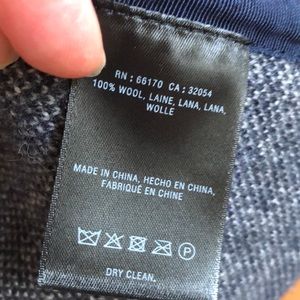 RN : 66170 CA : 32054
100% WOOL, LAINE, LANA, LANA,
WOLLE
MADE IN CHINA, HECHO EN CHINA,
FABRIQUÉ EN CHINE
P
DRY CLEAN.